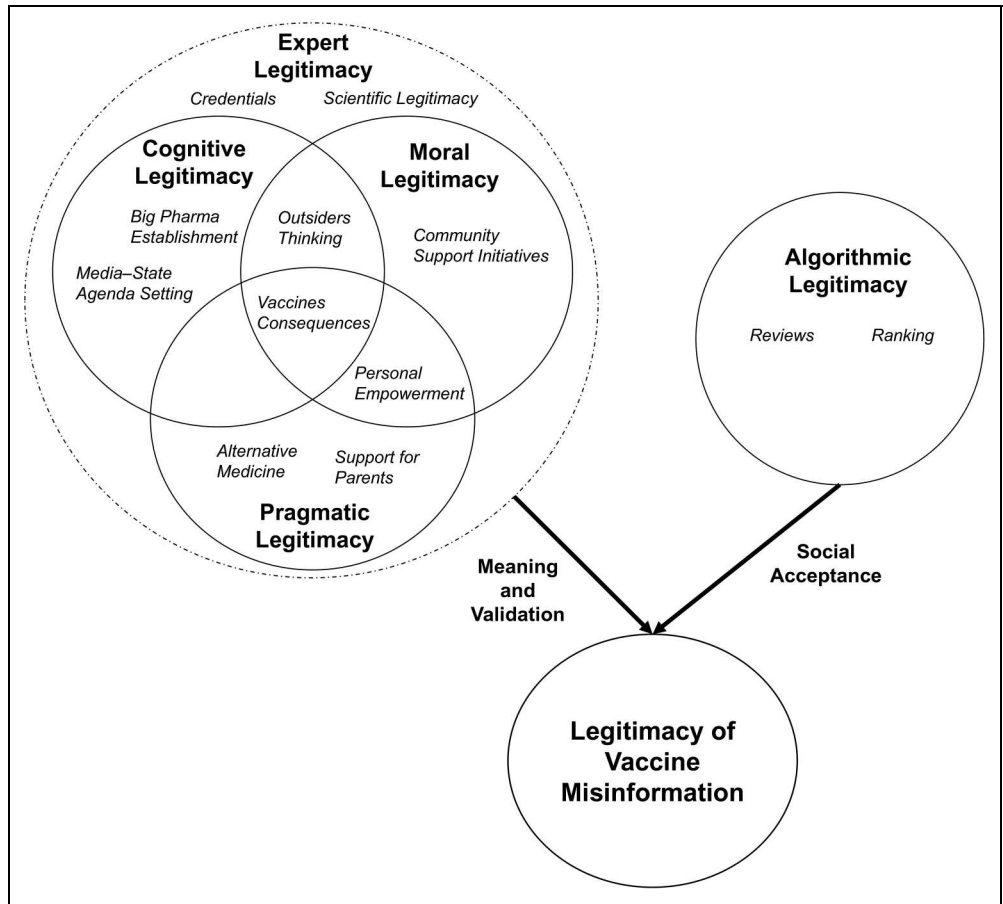 Expert
Legitimacy
Credentials
Scientific Legitimacy
Cognitive
Legitimacy
Moral
Legitimacy
Big Pharma
Establishment
Outsiders
Thinking
Community
Support Initiatives
Media–State
Agenda Setting
Vaccines
Consequences
Personal
Empowerment
Alternative
Medicine
Support for
Parents
Pragmatic
Legitimacy
Algorithmic
Legitimacy
Reviews
Ranking
Meaning
and
Validation
Social
Acceptance
Legitimacy of
Vaccine
Misinformation